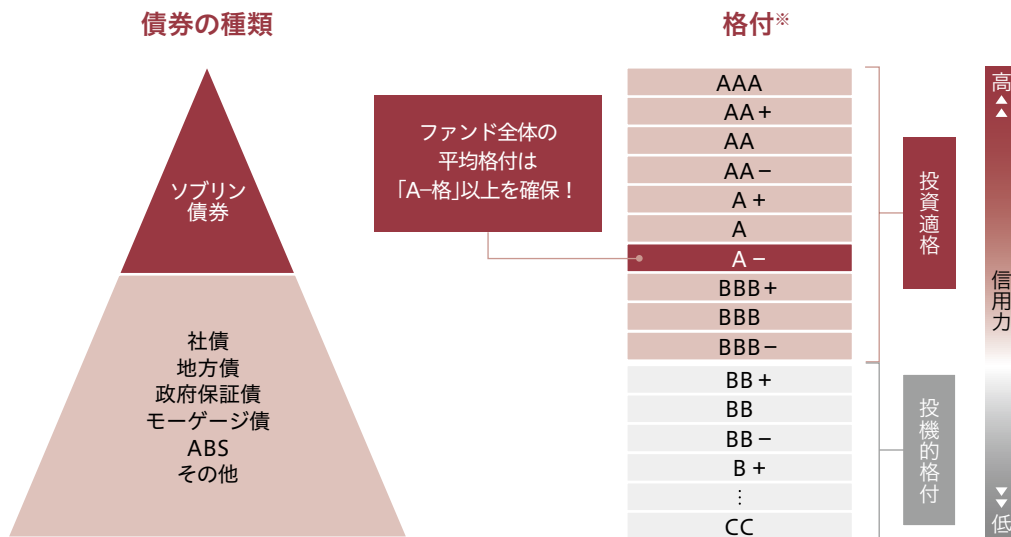 債券の種類
ソブリン
債券
社債
地方債
政府保証債
モーゲージ債
ABS
その他
ファンド全体の
平均格付は
「A−格」以上を確保！
格付※
AAA
AA+
AA
AA−
A+
A
A−
BBB+
BBB
BBB−
BB+
BB
BB−
B+
⋮
CC
投資適格
投機的格付
高
信用力
低